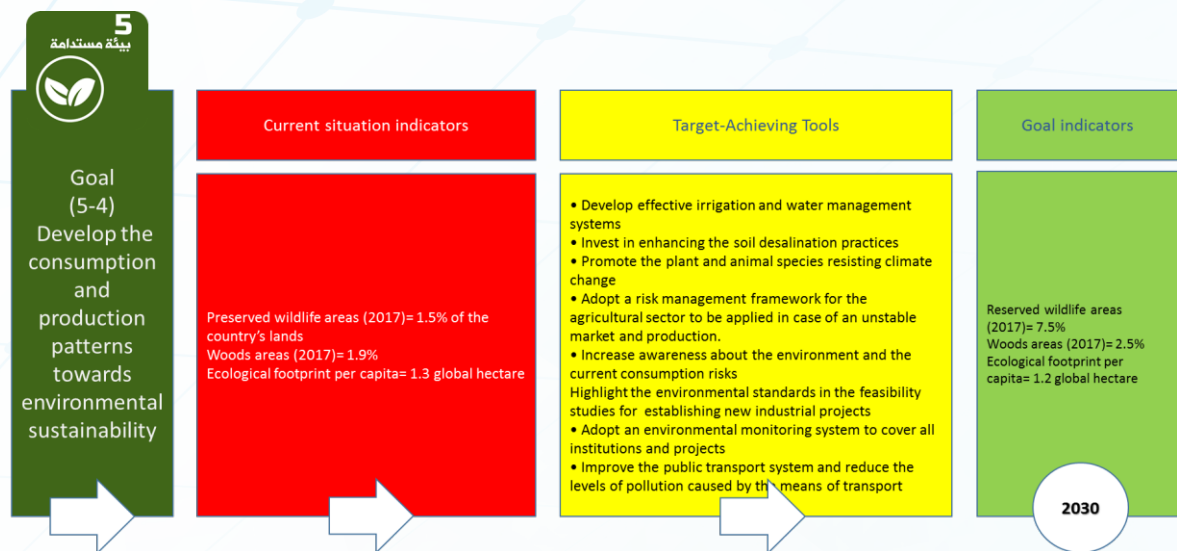 5
بيئة مستدامة
Goal
(5-4)
Develop the
consumption
and
production
patterns
towards
environmental
sustainability
Current situation indicators
Preserved wildlife areas (2017)= 1.5% of the
country's lands
Woods areas (2017)= 1.9%
Ecological footprint per capita= 1.3 global hectare
Target-Achieving Tools
• Develop effective irrigation and water management
systems
• Invest in enhancing the soil desalination practices
• Promote the plant and animal species resisting climate
change
• Adopt a risk management framework for the
agricultural sector to be applied in case of an unstable
market and production.
• Increase awareness about the environment and the
current consumption risks
Highlight the environmental standards in the feasibility
studies for establishing new industrial projects
• Adopt an environmental monitoring system to cover all
institutions and projects
• Improve the public transport system and reduce the
levels of pollution caused by the means of transport
Goal indicators
Reserved wildlife areas
(2017)= 7.5%
Woods areas (2017)= 2.5%
Ecological footprint per
capita= 1.2 global hectare
2030